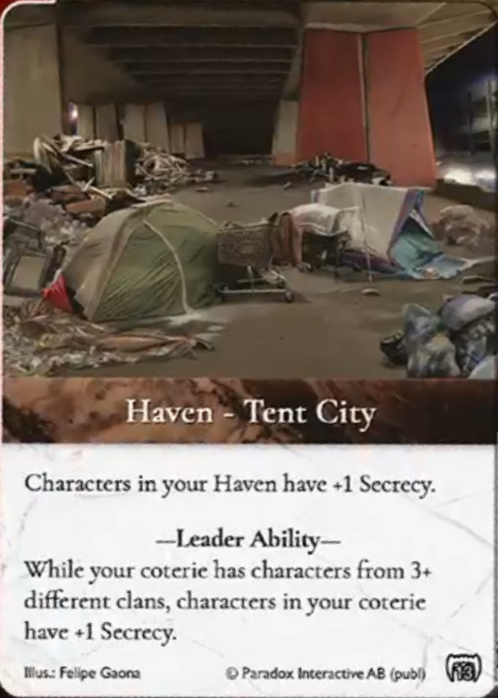 Haven - Tent City
Characters in your Haven have +1 Secrecy.
—Leader Ability—
While your coterie has characters from 3+
different clans, characters in your coterie
have +1 Secrecy.
Illus.: Felipe Gaona © Paradox Interactive AB (publ) 13